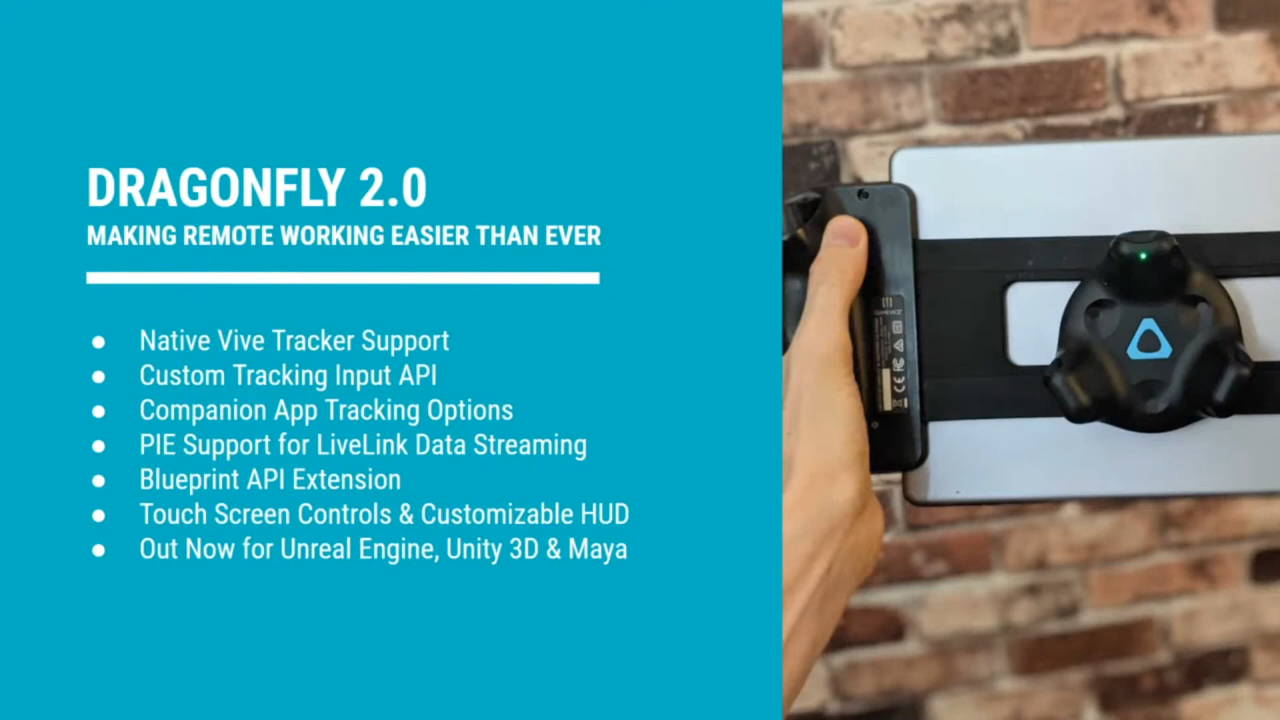 DRAGONFLY 2.0
MAKING REMOTE WORKING EASIER THAN EVER
● Native Vive Tracker Support
● Custom Tracking Input API
● Companion App Tracking Options
● PIE Support for LiveLink Data Streaming
● Blueprint API Extension
● Touch Screen Controls & Customizable HUD
● Out Now for Unreal Engine, Unity 3D & Maya